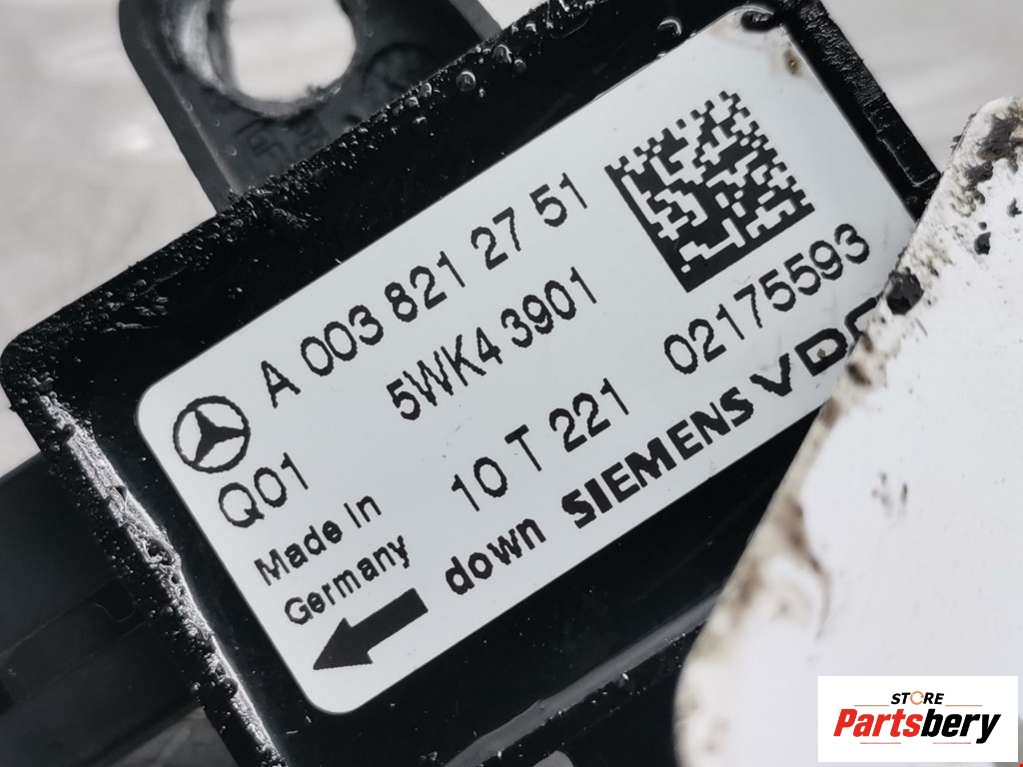 A 003 821 27 51
5WK4 3901
Q01
02175593
10 T 221
Made In
Germany
down SIEMENS
STORE
Partsbery